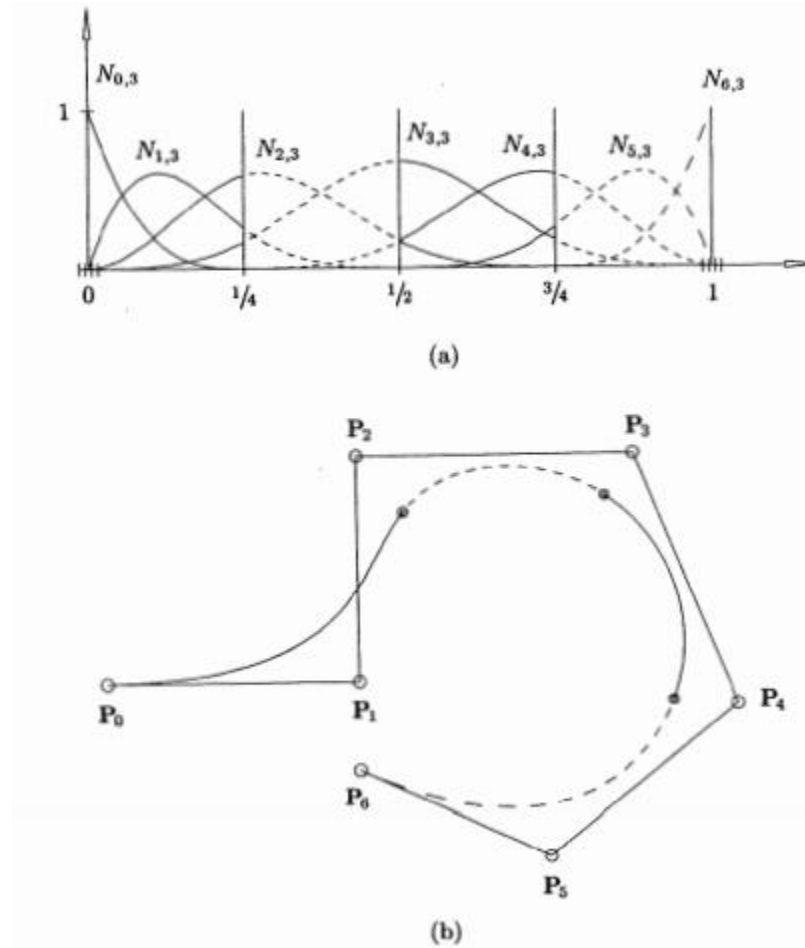 N0,3
N6,3
1
N1,3
N2,3
N3,3
N4,3
N5,3
0
1/4
1/2
3/4
1
(a)
P2
P3
P0
P1
P4
P6
P5
(b)